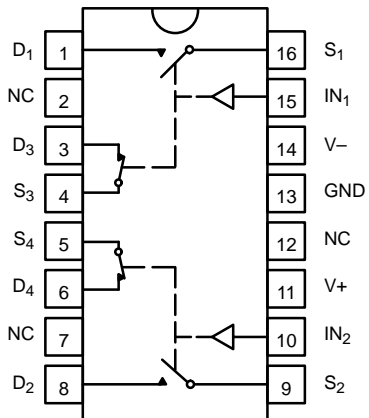 D1 1 16 S1
NC 2 15 IN1
D3 3 14 V–
S3 4 13 GND
S4 5 12 NC
D4 6 11 V+
NC 7 10 IN2
D2 8 9 S2